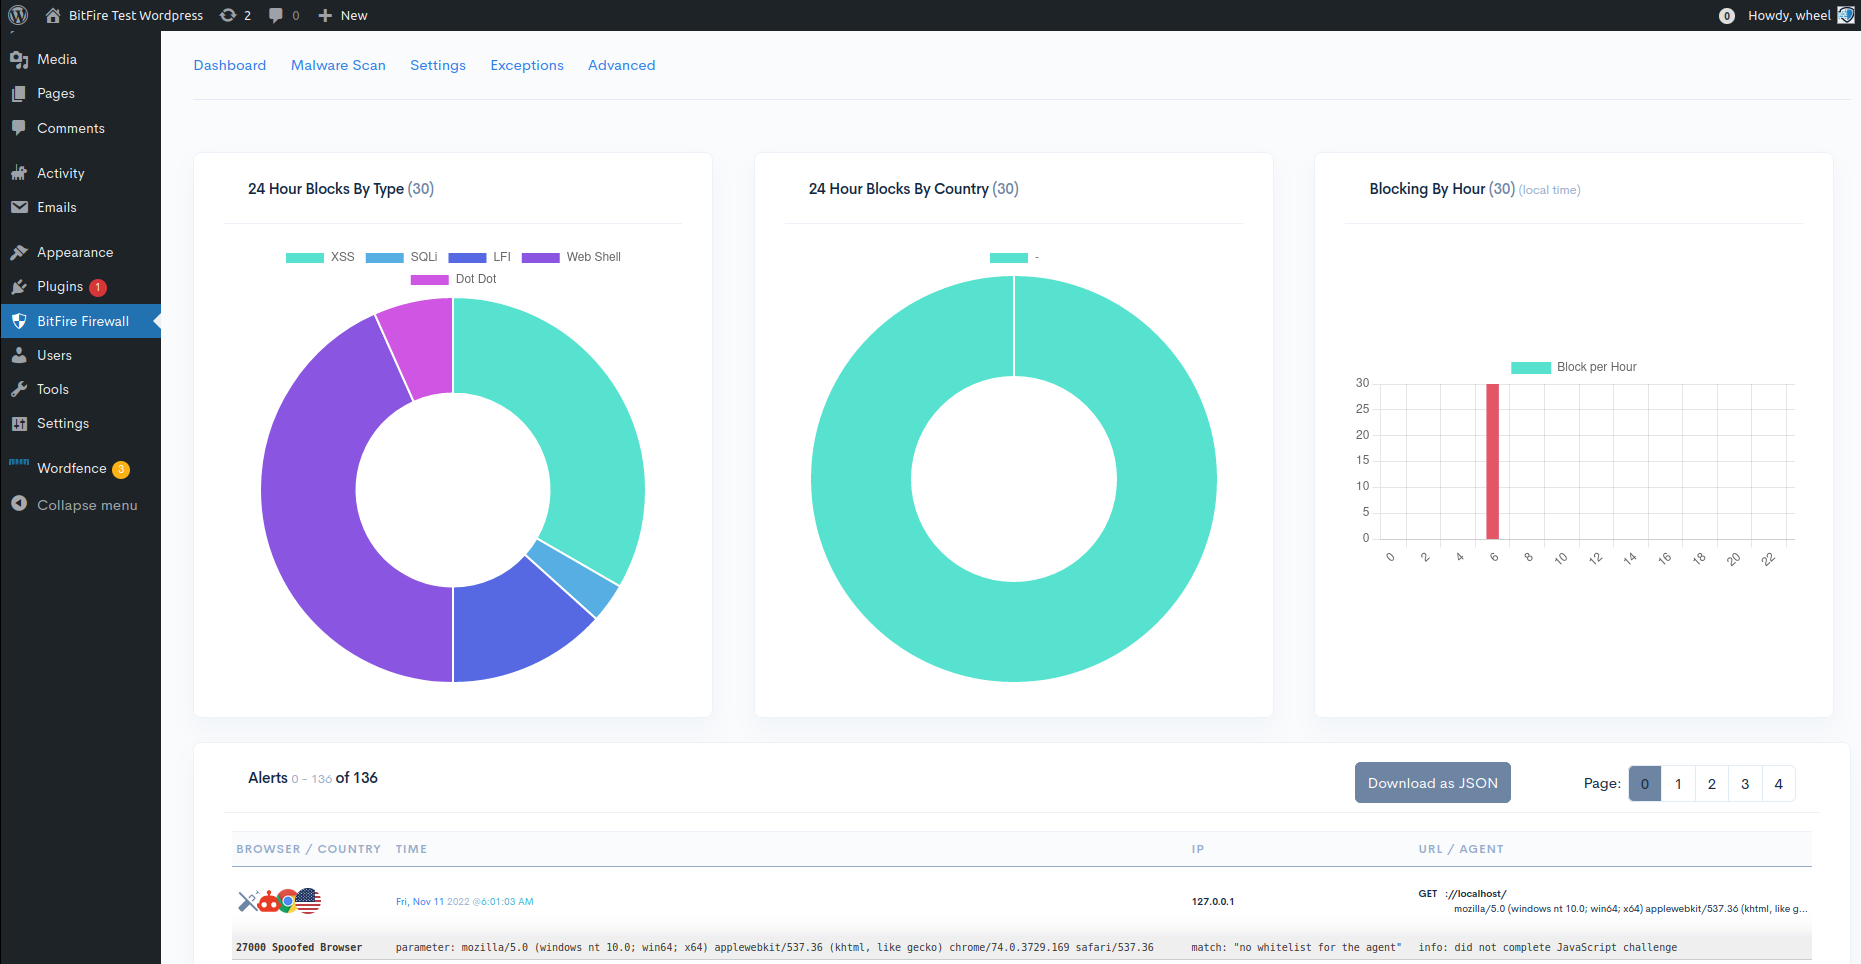 BitFire Test Wordpress 2 0 New 0 Howdy, wheel
Media
Pages
Comments
Activity
Emails
Appearance
Plugins 1
BitFire Firewall
Users
Tools
Settings
Wordfence 3
Collapse menu
Dashboard Malware Scan Settings Exceptions Advanced
24 Hour Blocks By Type (30)
XSS SQLi LFI Web Shell
Dot Dot
24 Hour Blocks By Country (30)
-
Blocking By Hour (30) (local time)
Block per Hour
30
25
20
15
10
5
0
0 2 4 6 8 10 12 14 16 18 20 22
Alerts 0 - 136 of 136
Download as JSON
Page: 0 1 2 3 4
BROWSER / COUNTRY TIME IP URL / AGENT
Fri, Nov 11 2022 @6:01:03 AM 127.0.0.1 GET ://localhost/
mozilla/5.0 (windows nt 10.0; win64; x64) applewebkit/537.36 (khtml, like g...
27000 Spoofed Browser parameter: mozilla/5.0 (windows nt 10.0; win64; x64) applewebkit/537.36 (khtml, like gecko) chrome/74.0.3729.169 safari/537.36 match: "no whitelist for the agent" info: did not complete JavaScript challenge